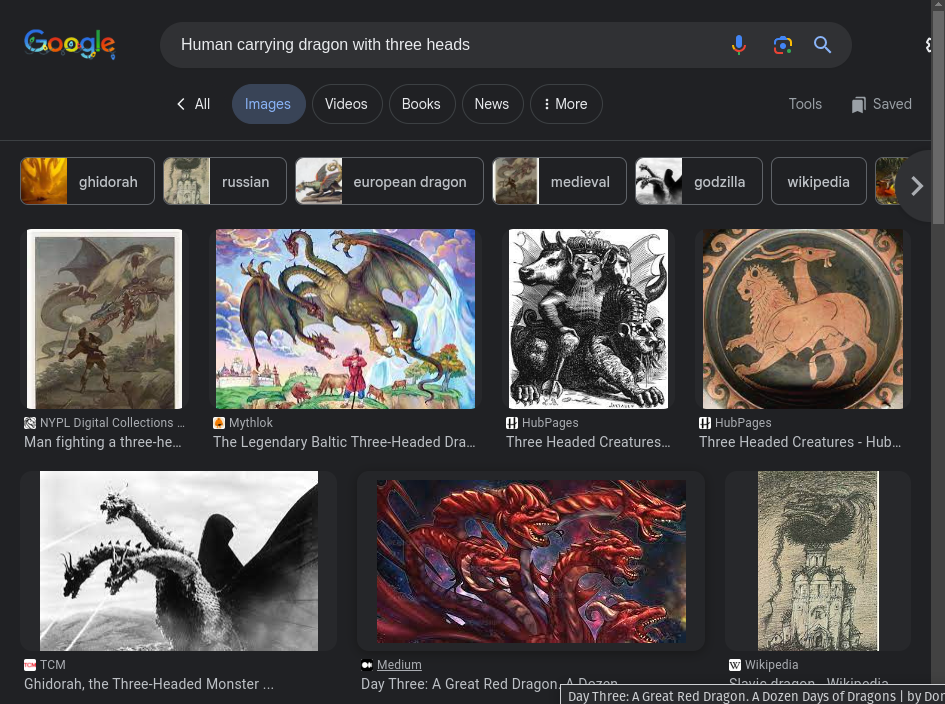 Google
Human carrying dragon with three heads
All Images Videos Books News More Tools Saved
ghidorah russian european dragon medieval godzilla wikipedia
NYPL Digital Collections ...
Man fighting a three-he...
Mythlok
The Legendary Baltic Three-Headed Dra...
HubPages
Three Headed Creatures...
HubPages
Three Headed Creatures - Hub...
TCM
TCM
Ghidorah, the Three-Headed Monster ...
Medium
Day Three: A Great Red Dragon. A Dozen
W Wikipedia
Slavic dragon - Wikipedia
Day Three: A Great Red Dragon. A Dozen Days of Dragons | by Dor